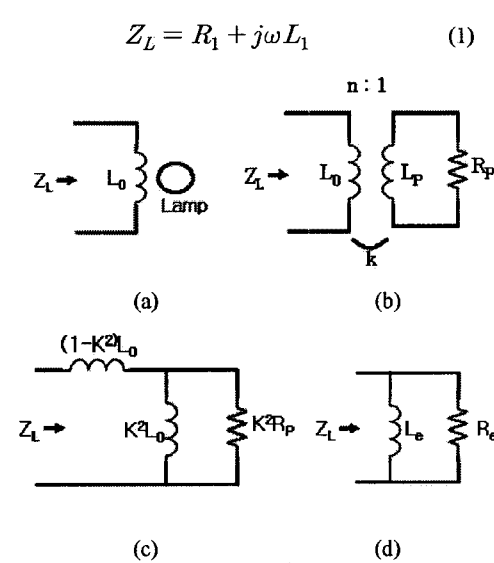 Z_L = R_1 + jωL_1 (1)
n : 1
Z_L L_0 Lamp
Z_L L_0 L_P R_P
k
(a) (b)
(1-K²)L_0
Z_L K²L_0 K²R_P
Z_L L_e R_e
(c) (d)